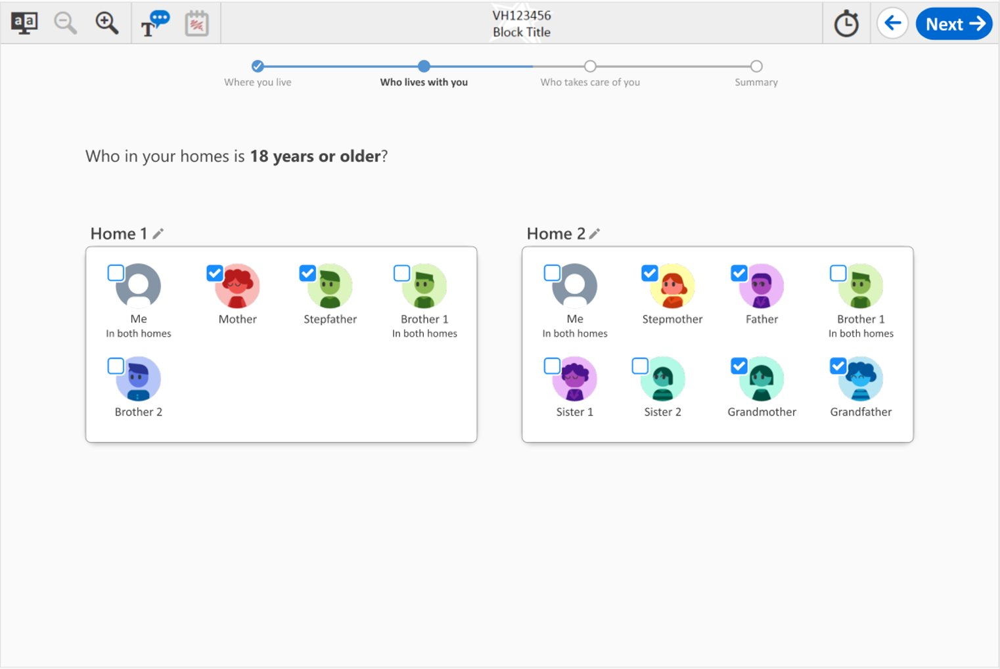 aa
T
VH123456
Block Title
Next
Where you live
Who lives with you
Who takes care of you
Summary
Who in your homes is 18 years or older?
Home 1
Me
In both homes
Mother
Stepfather
Brother 1
In both homes
Brother 2
Home 2
Me
In both homes
Stepmother
Father
Brother 1
In both homes
Sister 1
Sister 2
Grandmother
Grandfather